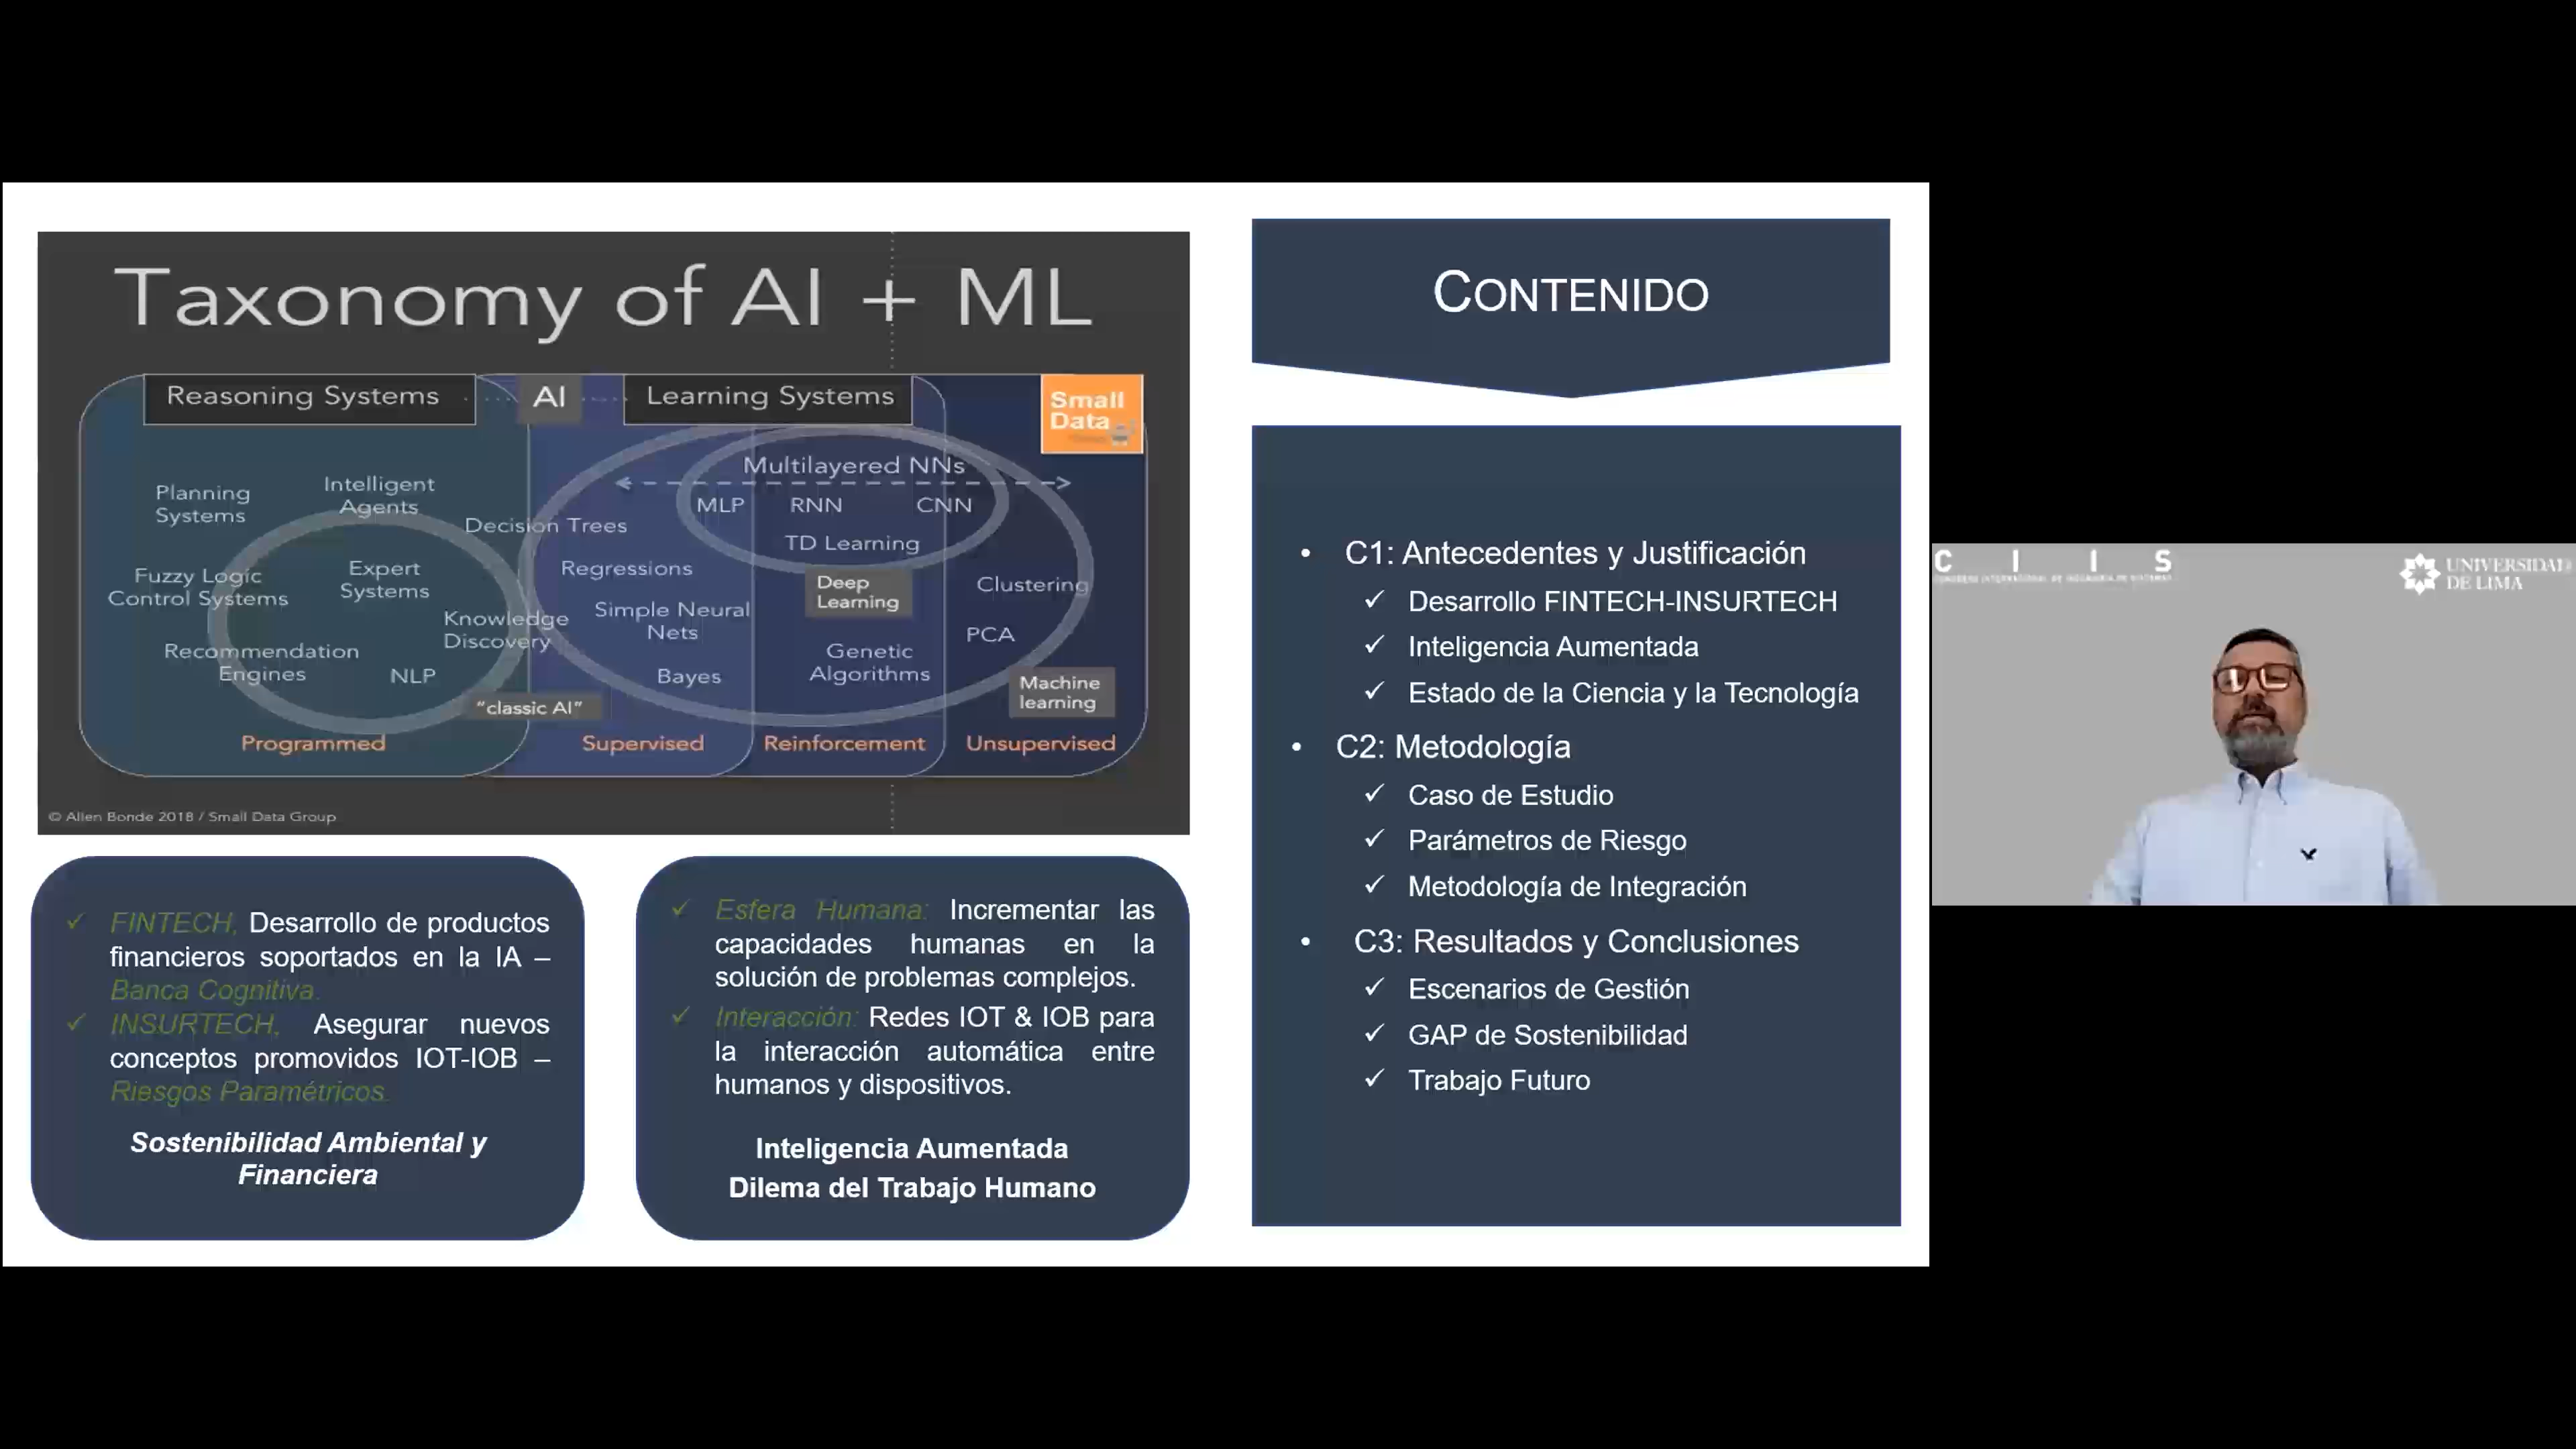 Taxonomy of AI + ML
Reasoning Systems
AI
Learning Systems
Small
Data
Planning
Systems
Intelligent
Agents
Decision Trees
Fuzzy Logic
Control Systems
Expert
Systems
Knowledge
Discovery
Recommendation
Engines
NLP
"classic AI"
Programmed
Multilayered NNs
MLP
RNN
CNN
TD Learning
Regressions
Simple Neural
Nets
Bayes
Deep
Learning
Genetic
Algorithms
Clustering
PCA
Machine
learning
Supervised
Reinforcement
Unsupervised
© Allen Bonde 2018 / Small Data Group
✓ FINTECH, Desarrollo de productos
financieros soportados en la IA –
Banca Cognitiva.
✓ INSURTECH, Asegurar nuevos
conceptos promovidos IOT-IOB –
Riesgos Paramétricos.
Sostenibilidad Ambiental y
Financiera
✓ Esfera Humana: Incrementar las
capacidades humanas en la
solución de problemas complejos.
✓ Interacción: Redes IOT & IOB para
la interacción automática entre
humanos y dispositivos.
Inteligencia Aumentada
Dilema del Trabajo Humano
CONTENIDO
• C1: Antecedentes y Justificación
✓ Desarrollo FINTECH-INSURTECH
✓ Inteligencia Aumentada
✓ Estado de la Ciencia y la Tecnología
• C2: Metodología
✓ Caso de Estudio
✓ Parámetros de Riesgo
✓ Metodología de Integración
• C3: Resultados y Conclusiones
✓ Escenarios de Gestión
✓ GAP de Sostenibilidad
✓ Trabajo Futuro
C I I S
CONGRESO INTERNACIONAL DE INGENIERÍA DE SISTEMAS
UNIVERSIDAD
DE LIMA